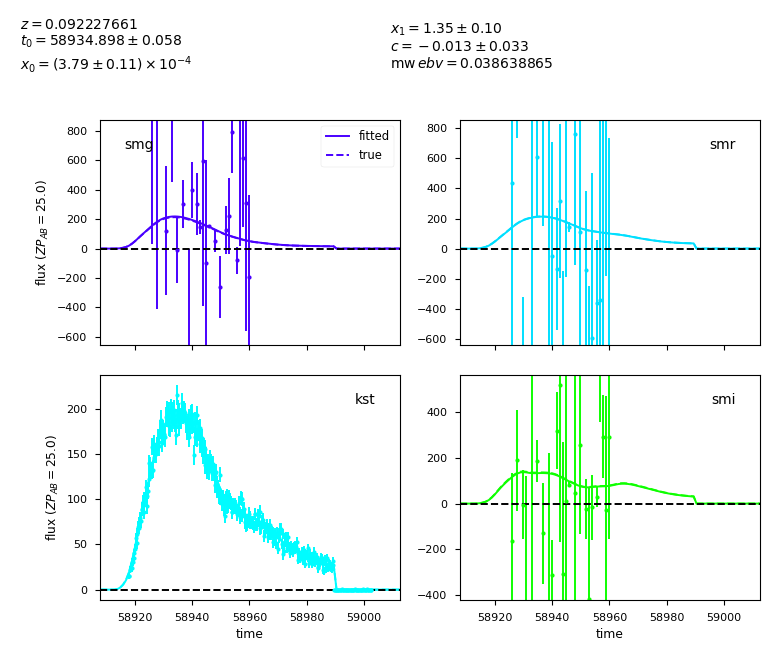 z = 0.092227661
t₀ = 58934.898 ± 0.058
x₀ = (3.79 ± 0.11) × 10⁻⁴
x₁ = 1.35 ± 0.10
c = −0.013 ± 0.033
mw ebv = 0.038638865
smg
fitted
true
800
600
400
200
0
−200
−400
−600
flux (ZP_AB = 25.0)
smr
800
600
400
200
0
−200
−400
−600
kst
200
150
100
50
0
flux (ZP_AB = 25.0)
58920 58940 58960 58980 59000
time
smi
400
200
0
−200
−400
58920 58940 58960 58980 59000
time